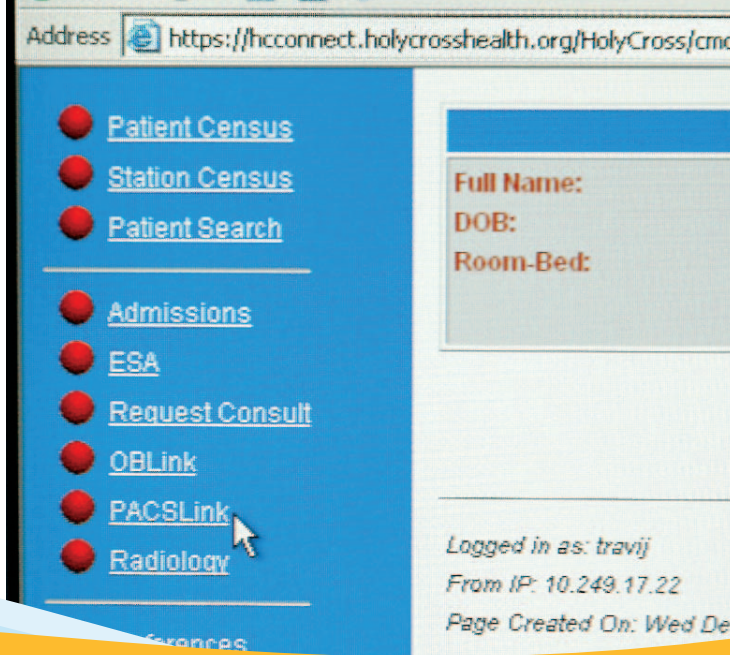 Address https://hcconnect.holycrosshealth.org/HolyCross/cmd
Patient Census
Station Census
Patient Search
Admissions
ESA
Request Consult
OBLink
PACSLink
Radiology
Full Name:
DOB:
Room-Bed:
Logged in as: travij
From IP: 10.249.17.22
Page Created On: Wed De